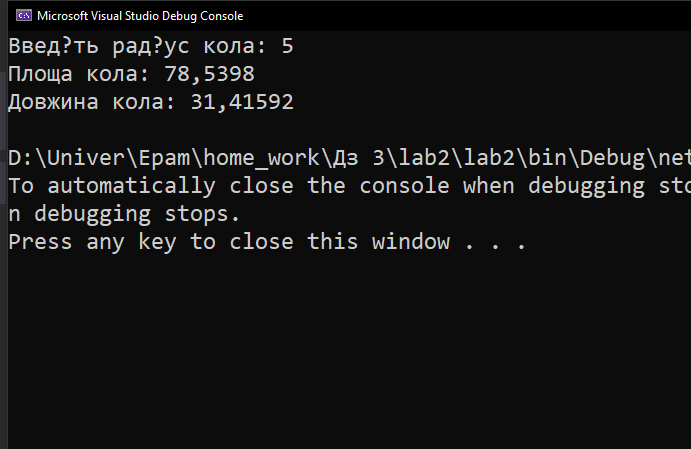 Microsoft Visual Studio Debug Console
Введ?ть рад?ус кола: 5
Площа кола: 78,5398
Довжина кола: 31,41592
D:\Univer\Epam\home_work\Дз 3\lab2\lab2\bin\Debug\net
To automatically close the console when debugging sto
n debugging stops.
Press any key to close this window . . .